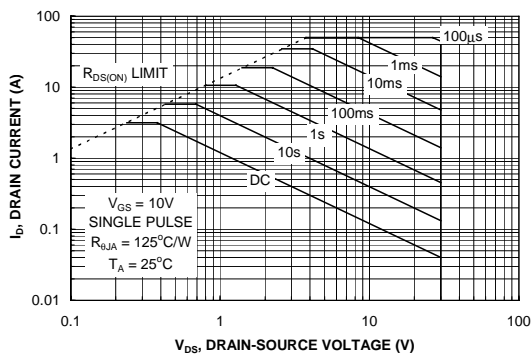 I_D, DRAIN CURRENT (A)
100
10
1
0.1
0.01
R_DS(ON) LIMIT
100µs
1ms
10ms
100ms
1s
10s
DC
V_GS = 10V
SINGLE PULSE
R_θJA = 125°C/W
T_A = 25°C
0.1
1
10
100
V_DS, DRAIN-SOURCE VOLTAGE (V)